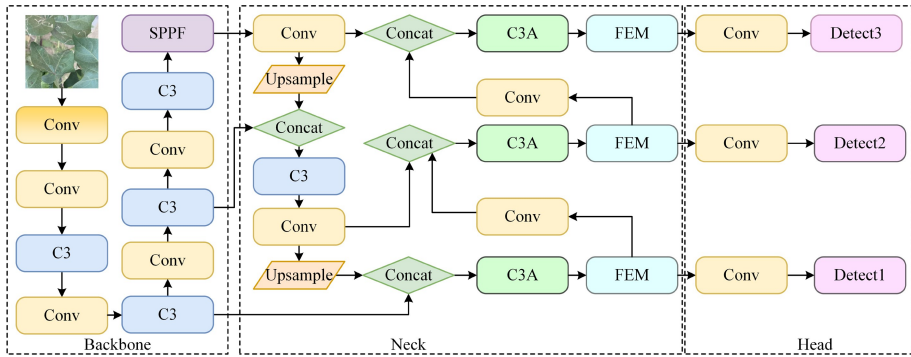 SPPF
Conv
Concat
C3A
FEM
Conv
Detect3
Upsample
C3
Conv
Conv
Concat
Conv
Concat
C3A
FEM
Conv
Detect2
Conv
C3
Conv
C3
Conv
Conv
C3
Conv
Upsample
Concat
C3A
FEM
Conv
Detect1
Conv
C3
Backbone
Neck
Head